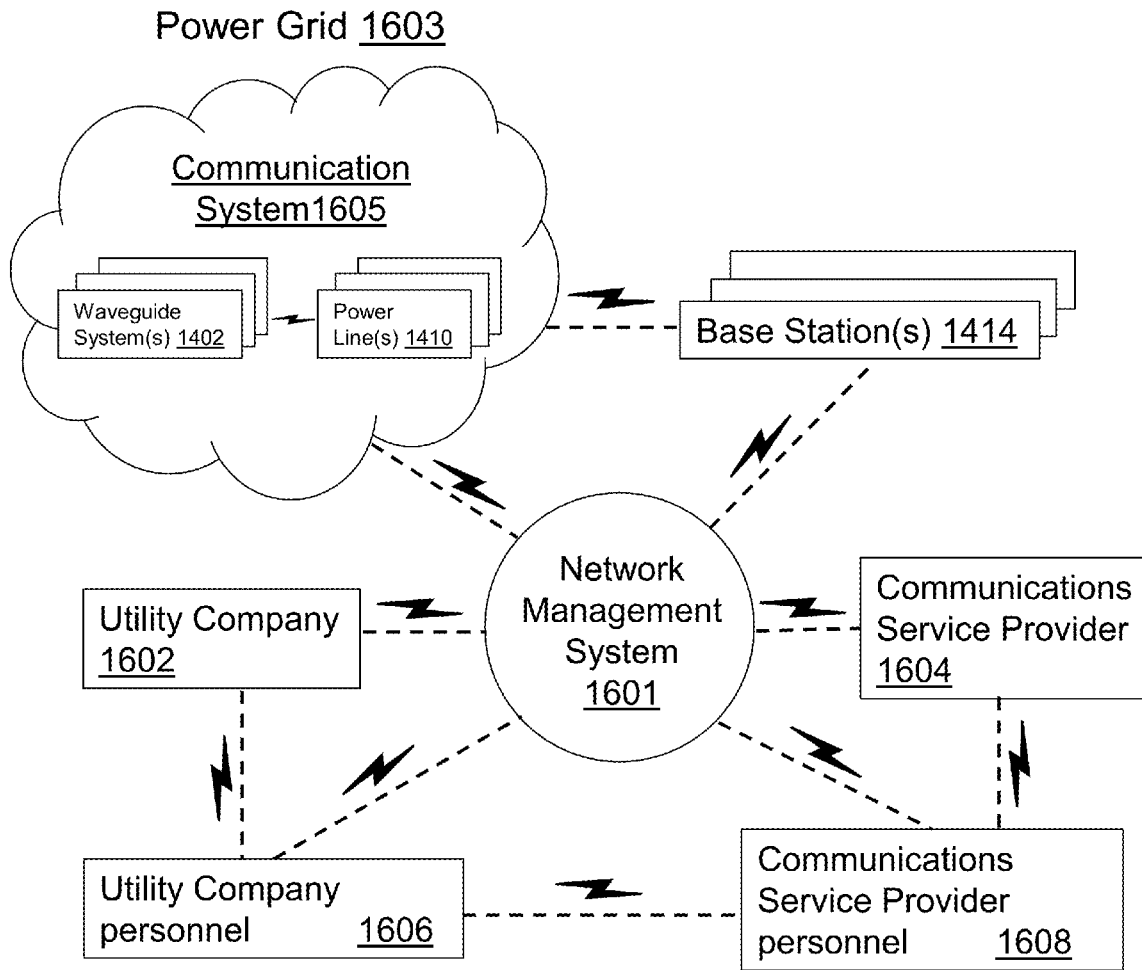 Power Grid 1603
Communication
System1605
Waveguide
System(s) 1402
Power
Line(s) 1410
Base Station(s) 1414
Network
Management
System
1601
Utility Company
1602
Communications
Service Provider
1604
Utility Company
personnel 1606
Communications
Service Provider
personnel 1608